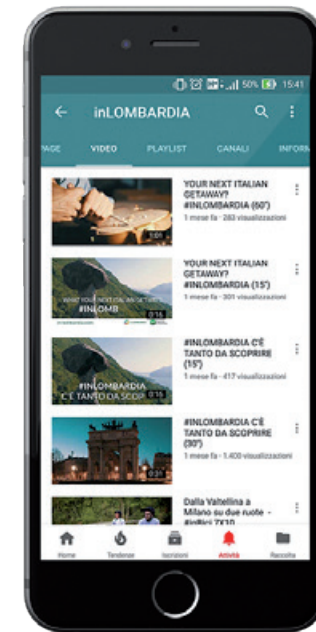 50% 15:41
inLOMBARDIA
PAGE VIDEO PLAYLIST CANALI INFORM
YOUR NEXT ITALIAN
GETAWAY?
#INLOMBARDIA (60")
1 mese fa · 283 visualizzazioni
1:01
YOUR NEXT ITALIAN
GETAWAY?
#INLOMBARDIA (15")
1 mese fa · 301 visualizzazioni
WHAT YOUR NEXT ITALIAN GETAWAY
#INLOMB
0:16
#INLOMBARDIA C'È
TANTO DA SCOPRIRE
(15")
1 mese fa · 417 visualizzazioni
#INLOMBARDIA
C'È TANTO DA SCOP
0:16
#INLOMBARDIA C'È
TANTO DA SCOPRIRE
(30")
1 mese fa · 1.400 visualizzazioni
0:31
Dalla Valtellina a
Milano su due ruote -
#inBici 7X10
Home Tendenze Iscrizioni Attività Raccolta